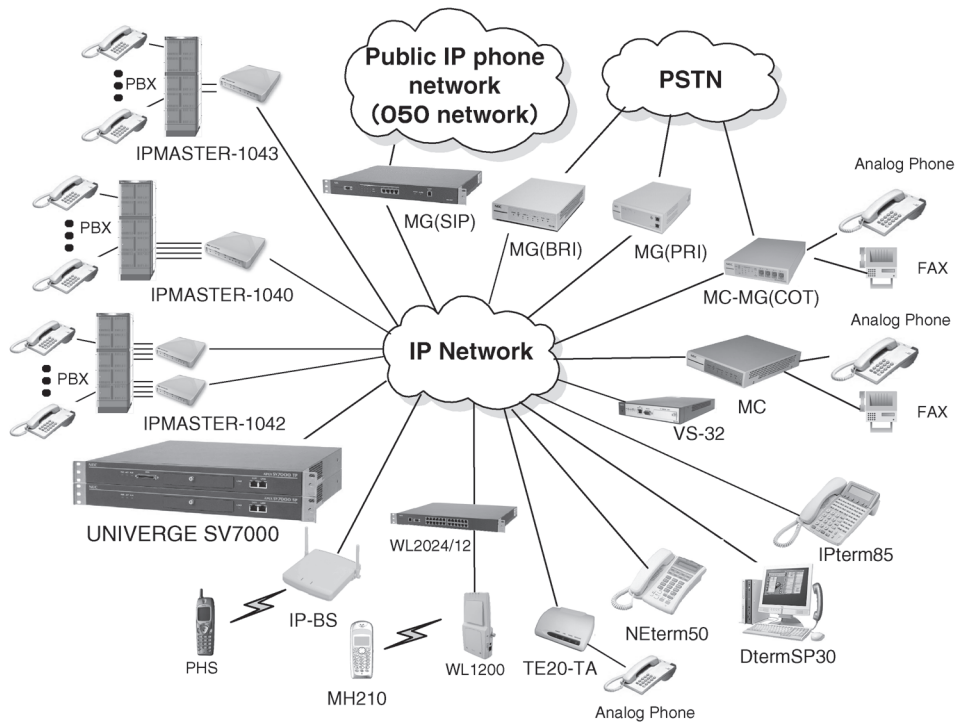 Public IP phone
network
(050 network)
PSTN
PBX
IPMASTER-1043
MG(SIP)
MG(BRI)
MG(PRI)
Analog Phone
FAX
MC-MG(COT)
PBX
IPMASTER-1040
Analog Phone
IP Network
PBX
MC
FAX
IPMASTER-1042
VS-32
UNIVERGE SV7000
WL2024/12
IPterm85
IP-BS
NEterm50
DtermSP30
PHS
MH210
WL1200
TE20-TA
Analog Phone